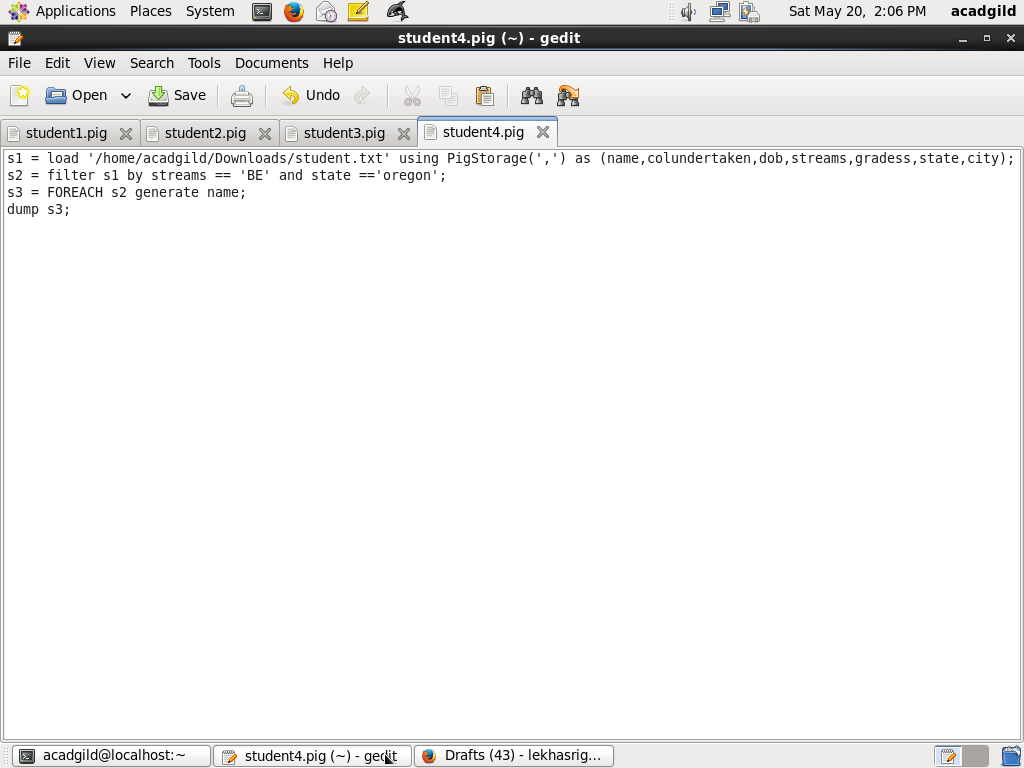 Applications Places System Sat May 20, 2:06 PM acadgild
student4.pig (~) - gedit
File Edit View Search Tools Documents Help
Open Save Undo
student1.pig student2.pig student3.pig student4.pig
s1 = load '/home/acadgild/Downloads/student.txt' using PigStorage(',') as (name,colundertaken,dob,streams,gradess,state,city);
s2 = filter s1 by streams == 'BE' and state =='oregon';
s3 = FOREACH s2 generate name;
dump s3;
acadgild@localhost:~ student4.pig (~) - gedit Drafts (43) - lekhasrig...